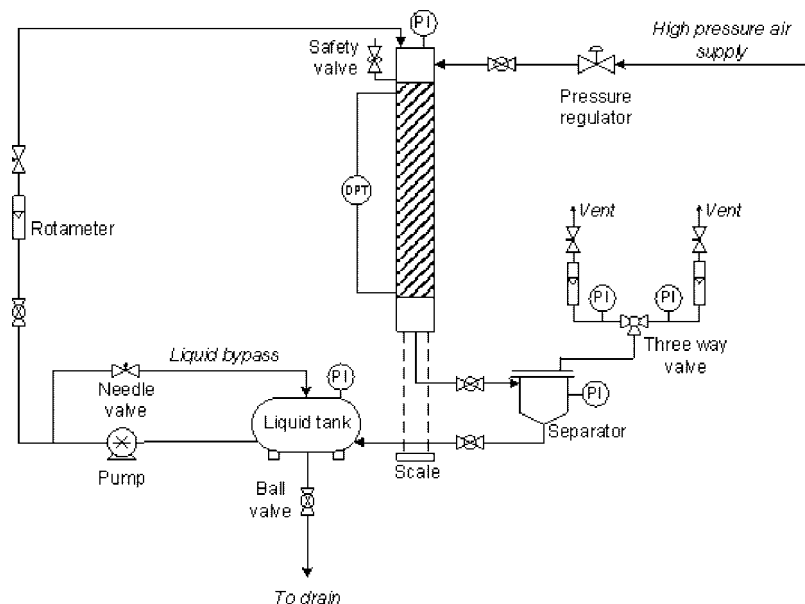 PI
High pressure air
supply
Safety
valve
Pressure
regulator
DPT
Vent
Vent
Rotameter
PI
PI
Three way
valve
Liquid bypass
PI
Needle
valve
Liquid tank
PI
Separator
Pump
Scale
Ball
valve
To drain